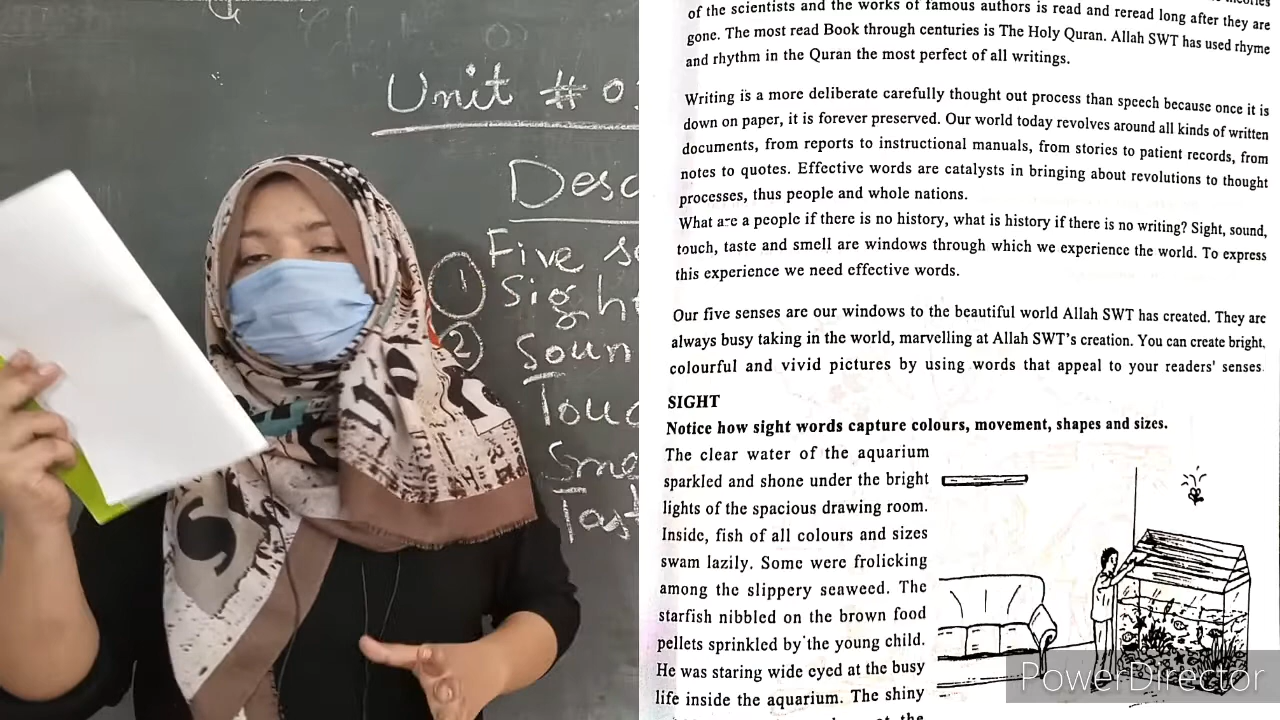 Unit # 0
Desc
Five s
1 Sight
2 Soun
Touc
Sme
Tast
of the scientists and the works of famous authors is read and reread long after they are
gone. The most read Book through centuries is The Holy Quran. Allah SWT has used rhyme
and rhythm in the Quran the most perfect of all writings.
Writing is a more deliberate carefully thought out process than speech because once it is
down on paper, it is forever preserved. Our world today revolves around all kinds of written
documents, from reports to instructional manuals, from stories to patient records, from
notes to quotes. Effective words are catalysts in bringing about revolutions to thought
processes, thus people and whole nations.
What are a people if there is no history, what is history if there is no writing? Sight, sound,
touch, taste and smell are windows through which we experience the world. To express
this experience we need effective words.
Our five senses are our windows to the beautiful world Allah SWT has created. They are
always busy taking in the world, marvelling at Allah SWT's creation. You can create bright,
colourful and vivid pictures by using words that appeal to your readers' senses
SIGHT
Notice how sight words capture colours, movement, shapes and sizes.
The clear water of the aquarium
sparkled and shone under the bright
lights of the spacious drawing room.
Inside, fish of all colours and sizes
swam lazily. Some were frolicking
among the slippery seaweed. The
starfish nibbled on the brown food
pellets sprinkled by the young child.
He was staring wide eyed at the busy
life inside the aquarium. The shiny
the
PowerDirector